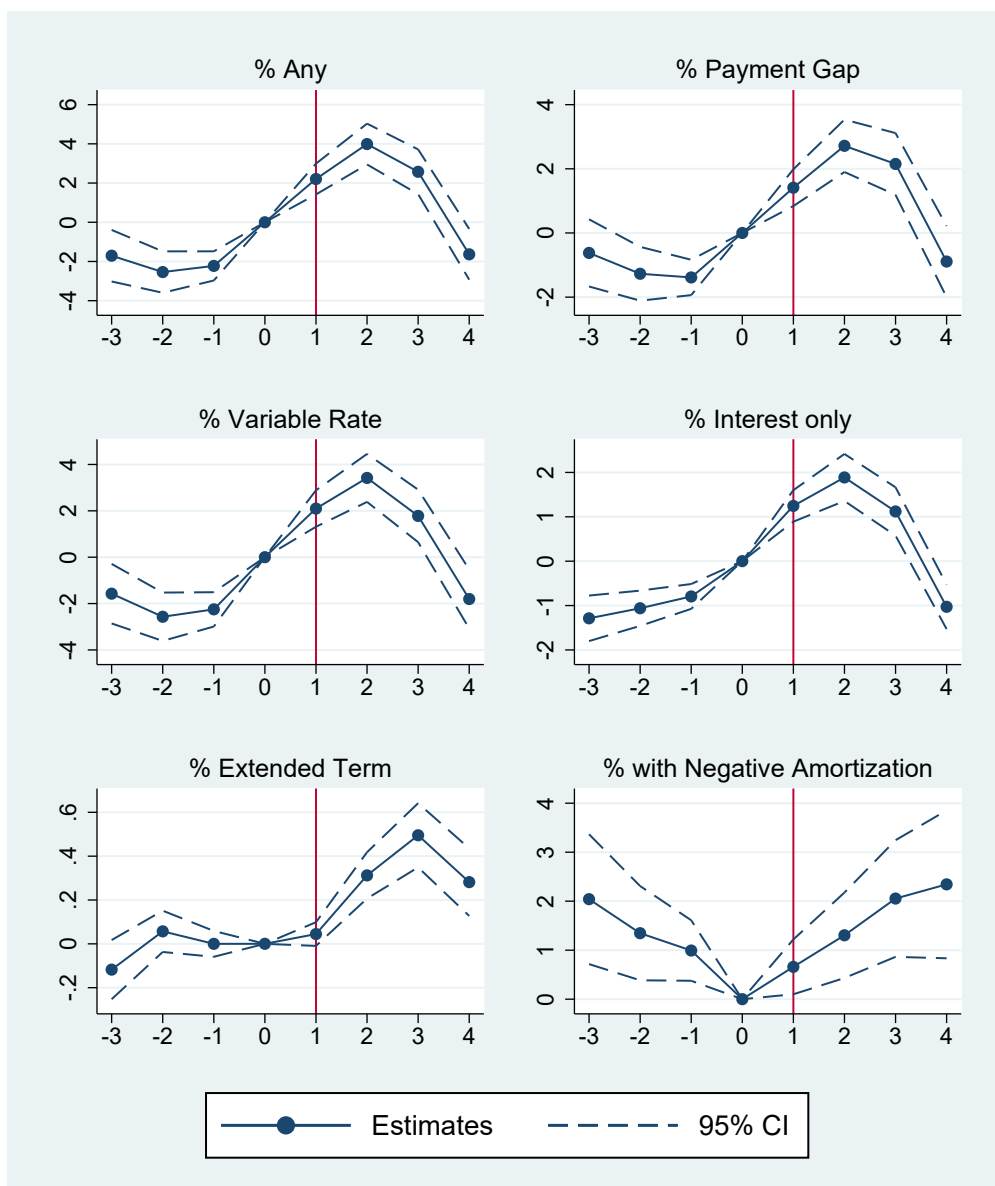 % Any
6
4
2
0
-2
-4
-3 -2 -1 0 1 2 3 4
% Payment Gap
4
2
0
-2
-3 -2 -1 0 1 2 3 4
% Variable Rate
4
2
0
-2
-4
-3 -2 -1 0 1 2 3 4
% Interest only
2
1
0
-1
-2
-3 -2 -1 0 1 2 3 4
% Extended Term
.6
.4
.2
0
-.2
-3 -2 -1 0 1 2 3 4
% with Negative Amortization
4
3
2
1
0
-3 -2 -1 0 1 2 3 4
Estimates 95% CI